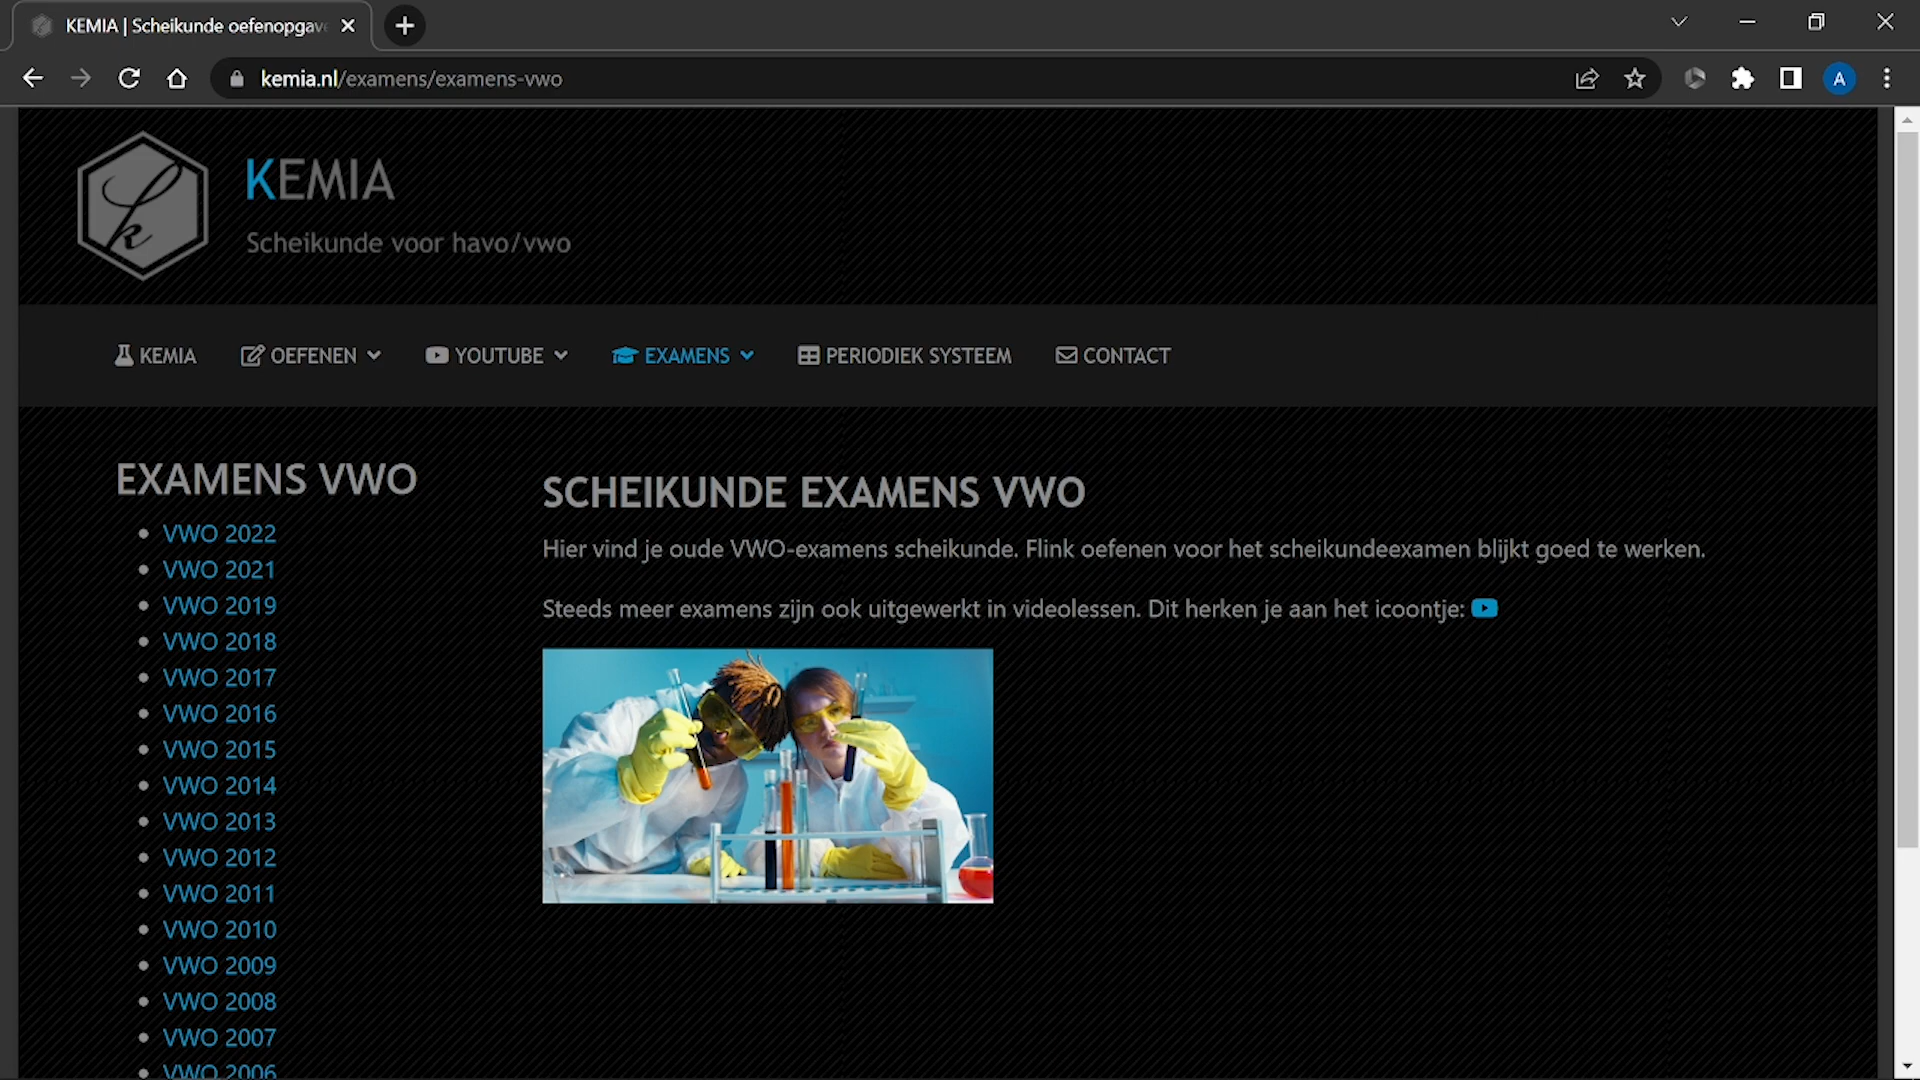 KEMIA | Scheikunde oefenopgav
kemia.nl/examens/examens-vwo
A
k
KEMIA
Scheikunde voor havo/vwo
KEMIA OEFENEN YOUTUBE EXAMENS PERIODIEK SYSTEEM CONTACT
EXAMENS VWO
VWO 2022
VWO 2021
VWO 2019
VWO 2018
VWO 2017
VWO 2016
VWO 2015
VWO 2014
VWO 2013
VWO 2012
VWO 2011
VWO 2010
VWO 2009
VWO 2008
VWO 2007
VWO 2006
SCHEIKUNDE EXAMENS VWO
Hier vind je oude VWO-examens scheikunde. Flink oefenen voor het scheikundeexamen blijkt goed te werken.
Steeds meer examens zijn ook uitgewerkt in videolessen. Dit herken je aan het icoontje: